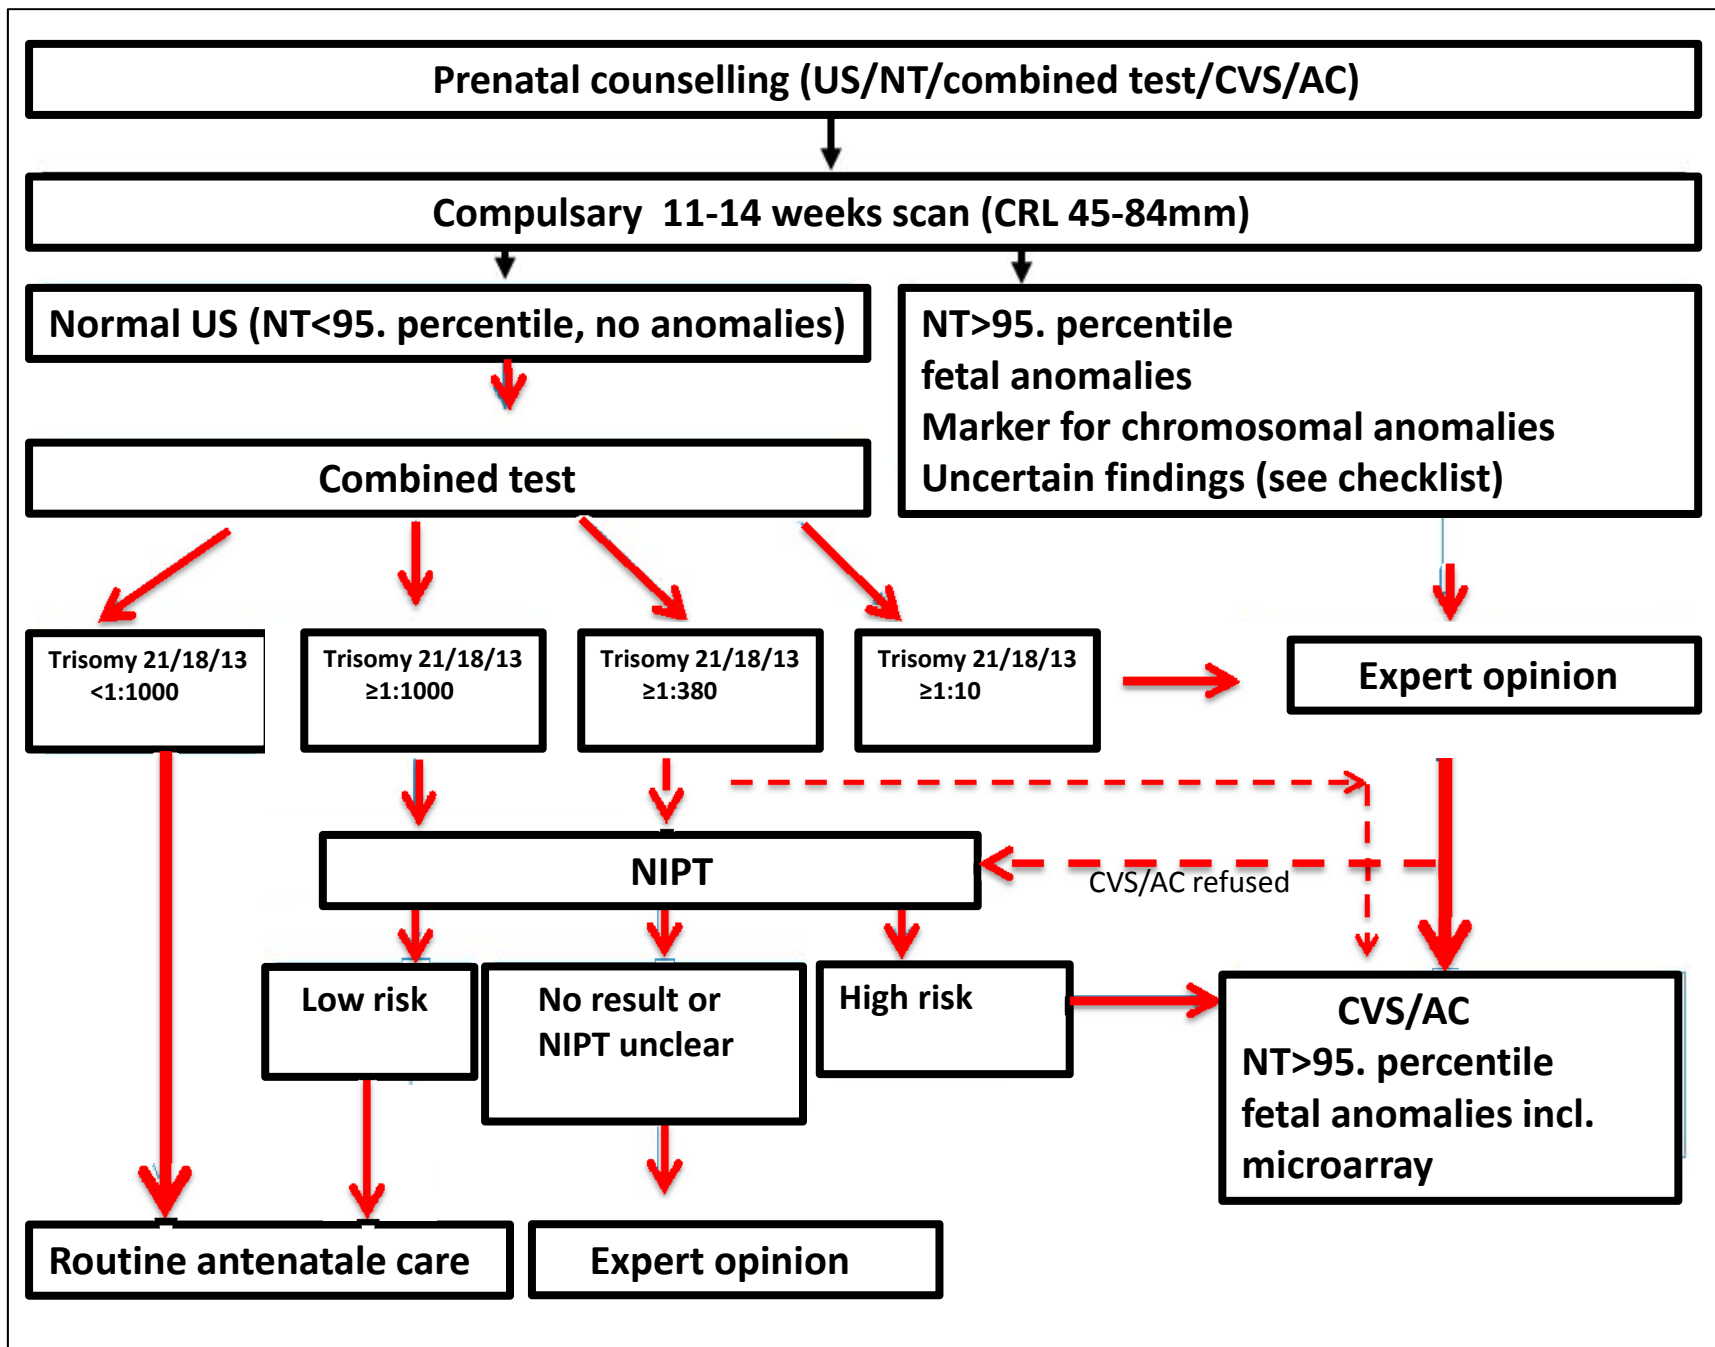 Prenatal counselling (US/NT/combined test/CVS/AC)
Compulsary 11-14 weeks scan (CRL 45-84mm)
Normal US (NT<95. percentile, no anomalies)
NT>95. percentile
fetal anomalies
Marker for chromosomal anomalies
Uncertain findings (see checklist)
Combined test
Trisomy 21/18/13
<1:1000
Trisomy 21/18/13
≥1:1000
Trisomy 21/18/13
≥1:380
Trisomy 21/18/13
≥1:10
Expert opinion
NIPT
CVS/AC refused
Low risk
No result or
NIPT unclear
High risk
CVS/AC
NT>95. percentile
fetal anomalies incl.
microarray
Routine antenatale care
Expert opinion